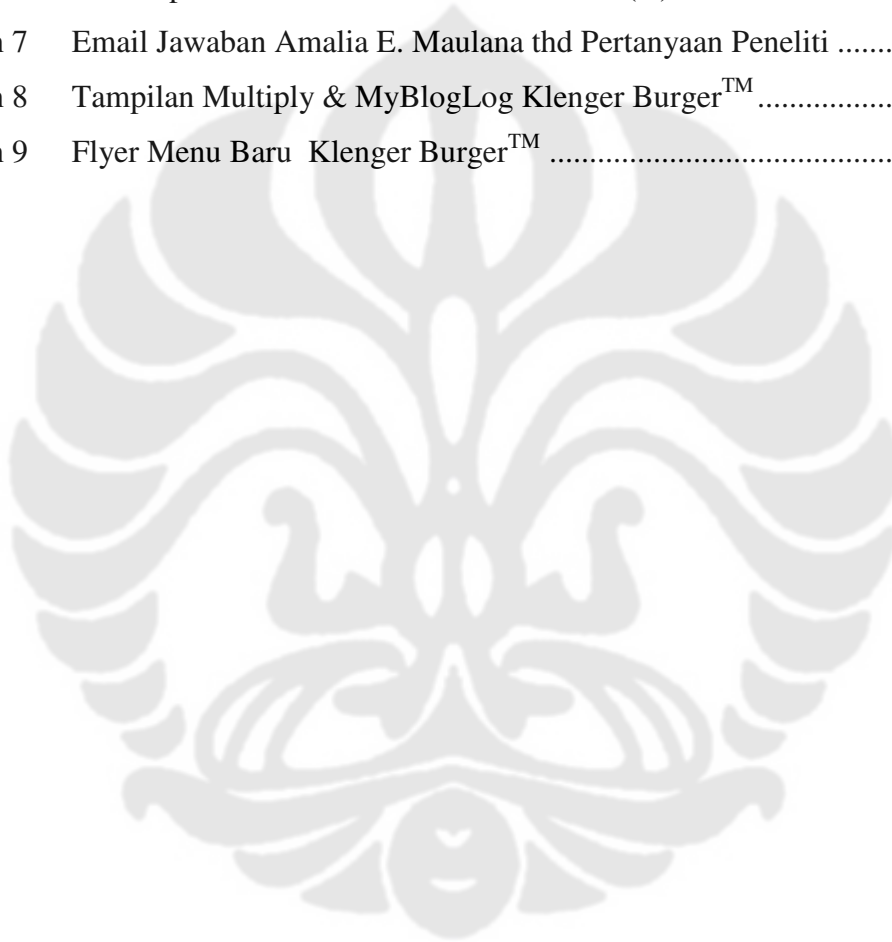 n 7 Email Jawaban Amalia E. Maulana thd Pertanyaan Peneliti .......
n 8 Tampilan Multiply & MyBlogLog Klenger Burger™ .................
n 9 Flyer Menu Baru Klenger Burger™ ..........................................